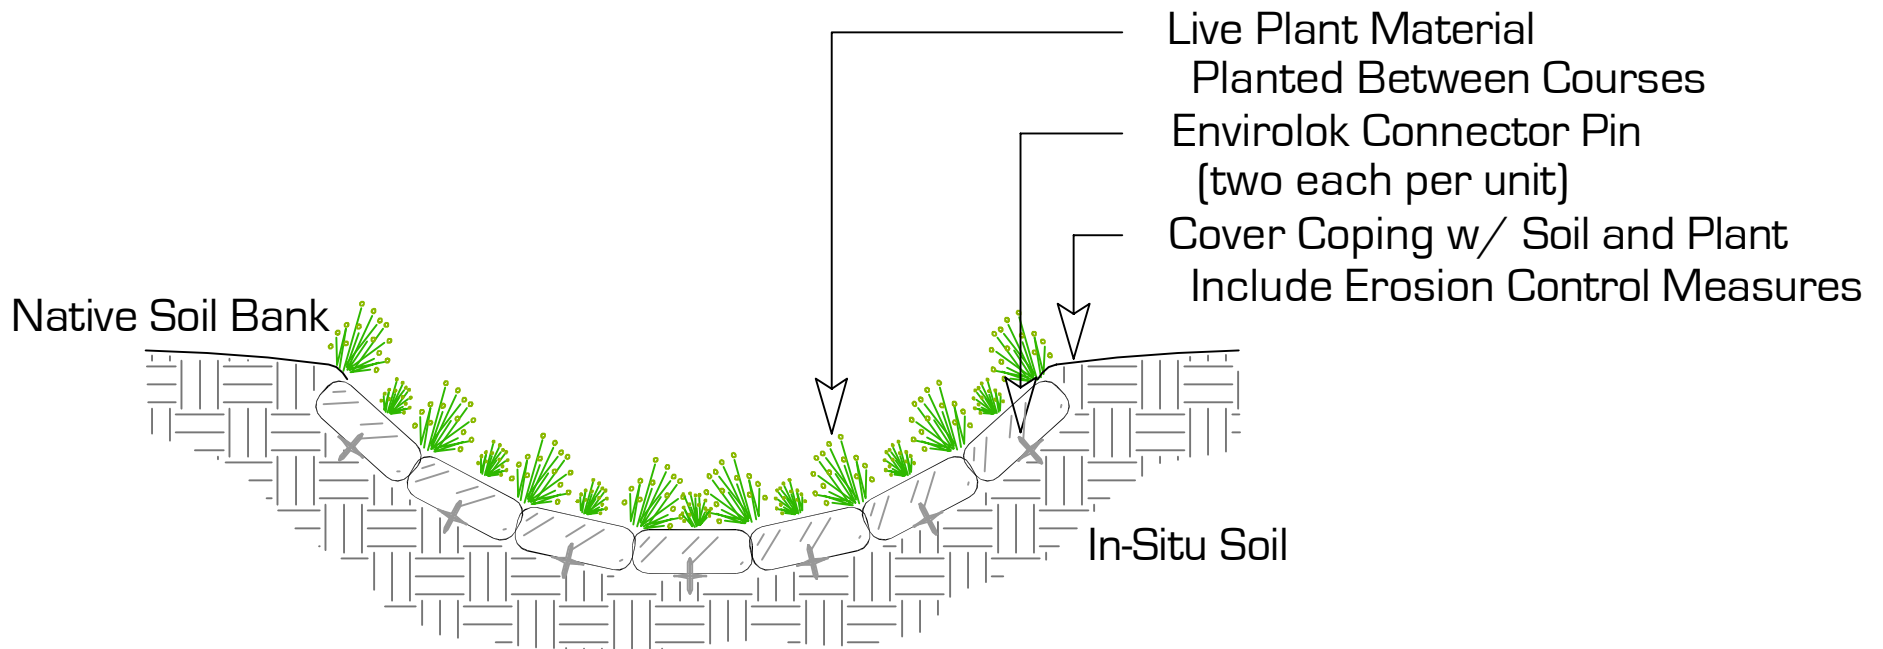 Live Plant Material
Planted Between Courses
Envirolok Connector Pin
(two each per unit)
Cover Coping w/ Soil and Plant
Include Erosion Control Measures
Native Soil Bank
In-Situ Soil